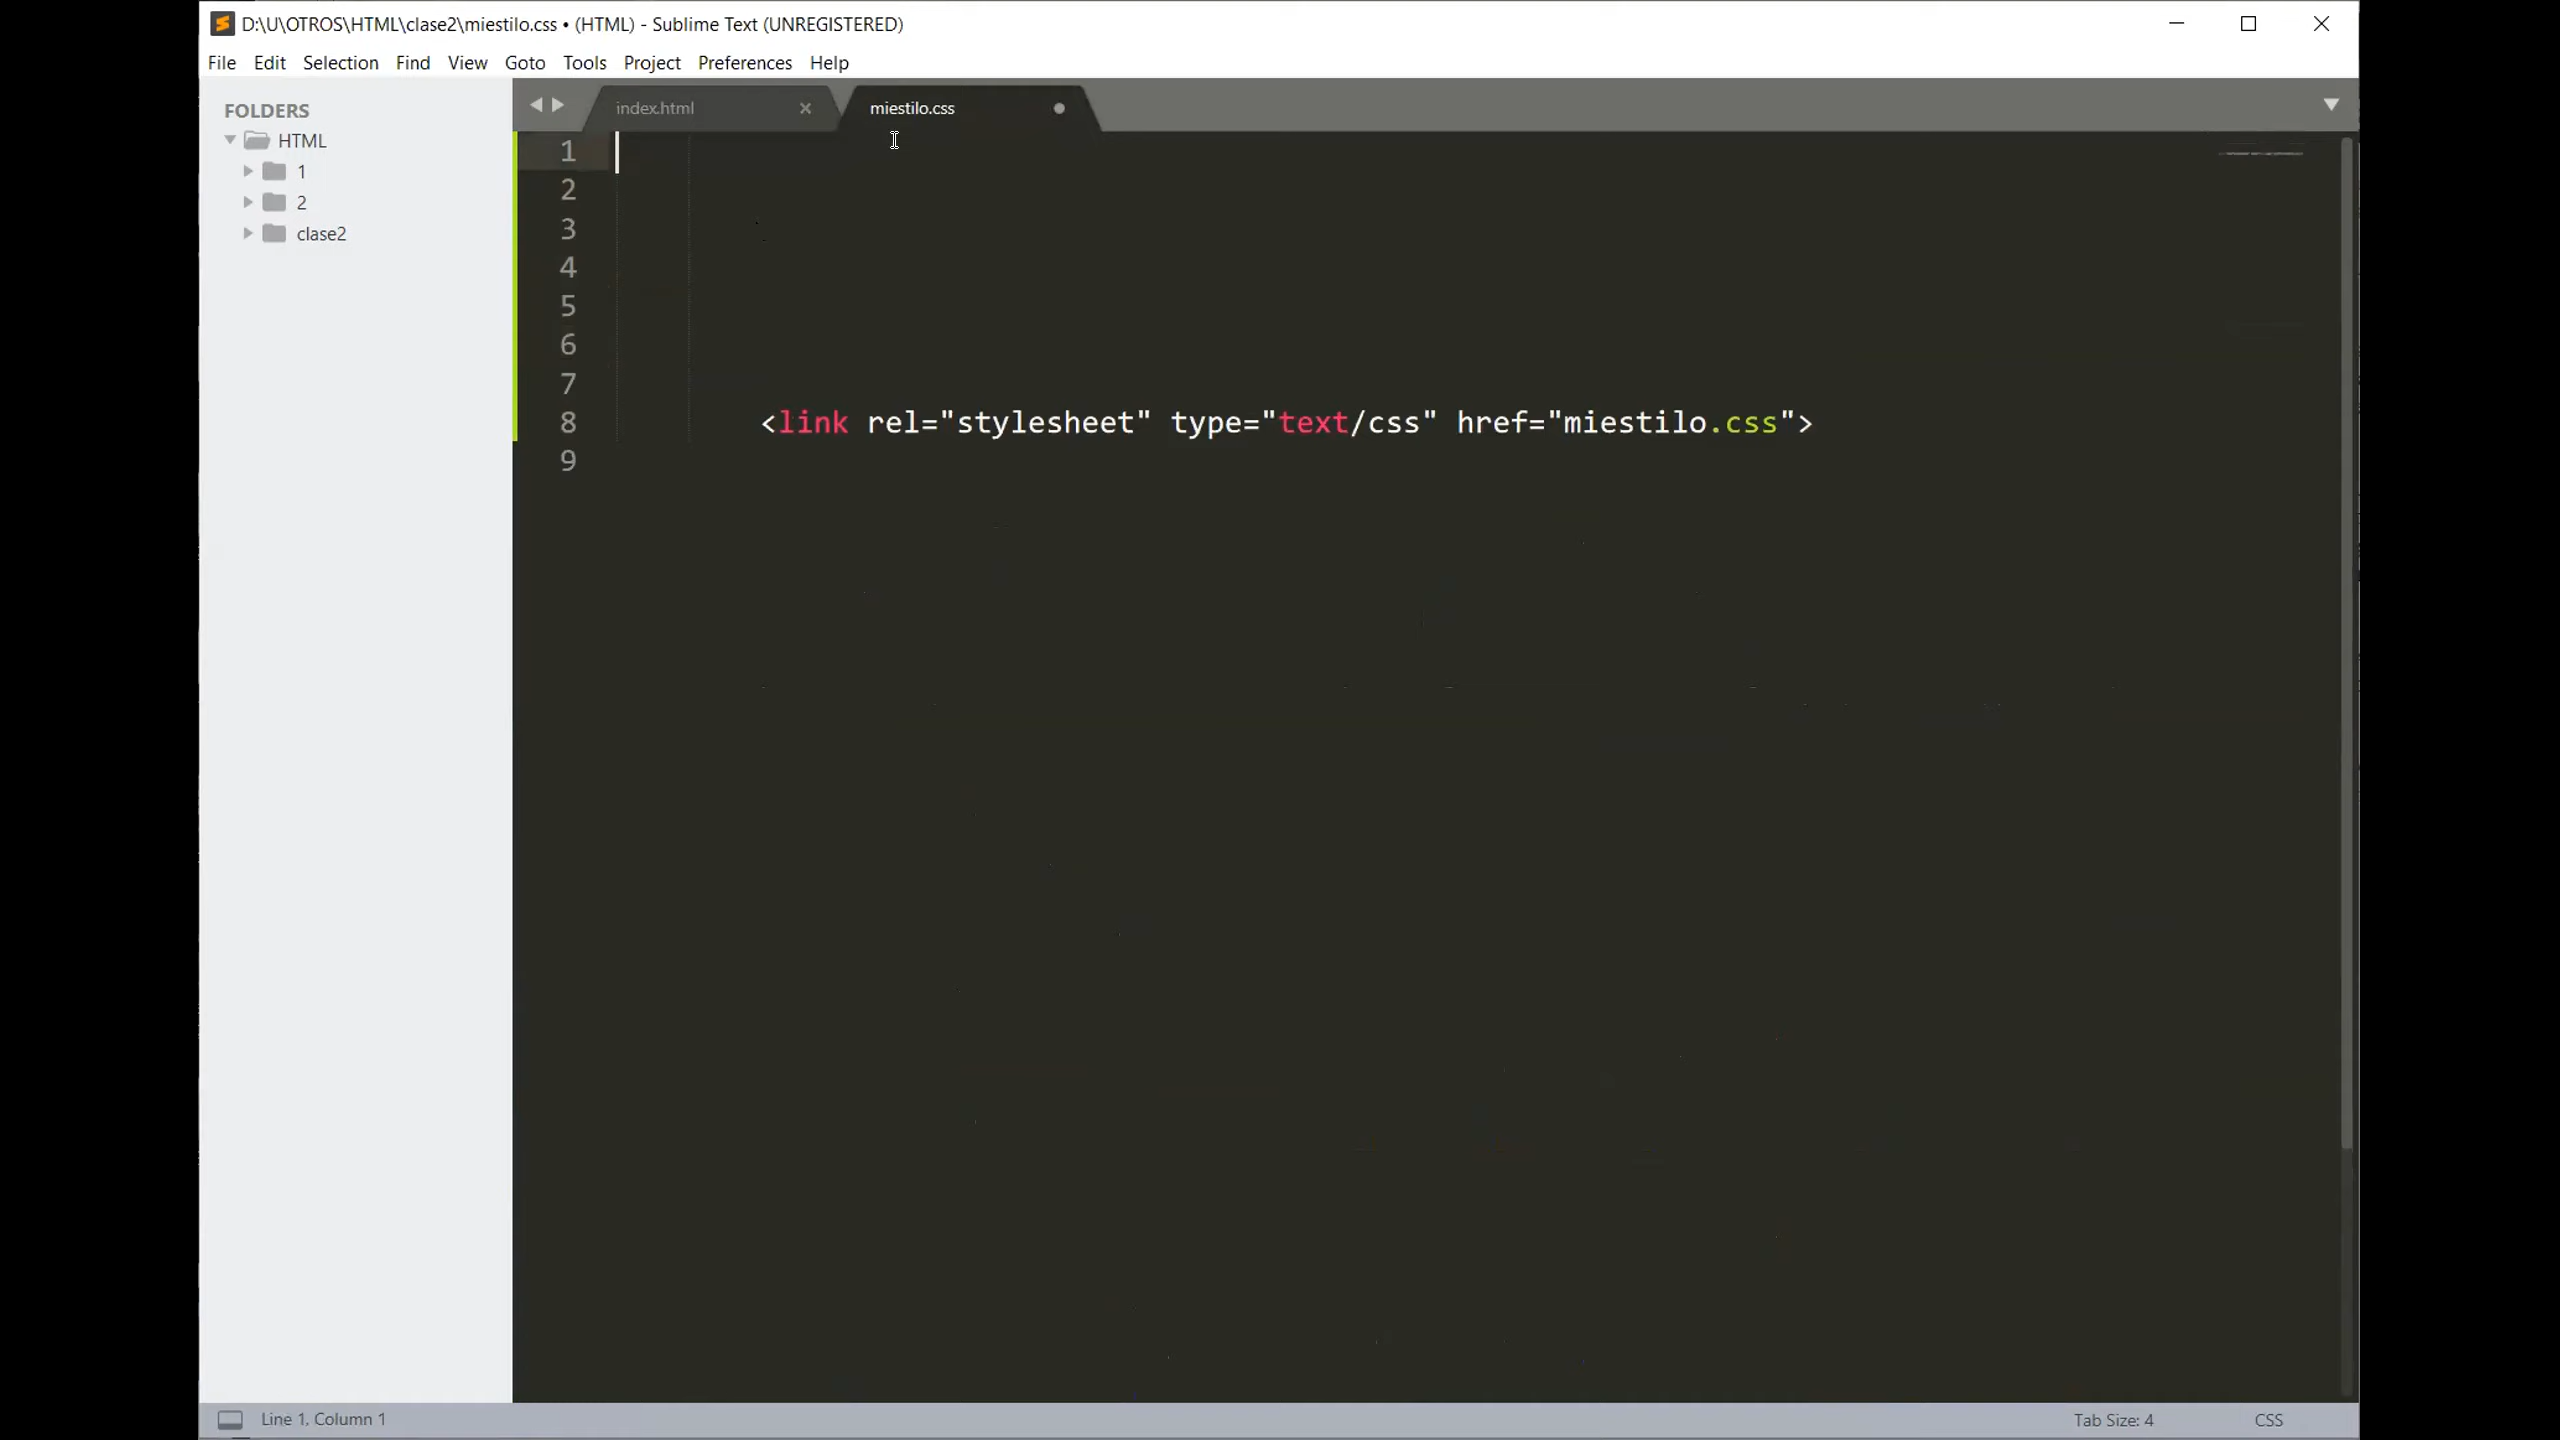 D:\U\OTROS\HTML\clase2\miestilo.css • (HTML) - Sublime Text (UNREGISTERED)
File Edit Selection Find View Goto Tools Project Preferences Help
FOLDERS
HTML
1
2
clase2
index.html
miestilo.css
1
2
3
4
5
6
7
8 <link rel="stylesheet" type="text/css" href="miestilo.css">
9
Line 1, Column 1
Tab Size: 4
CSS